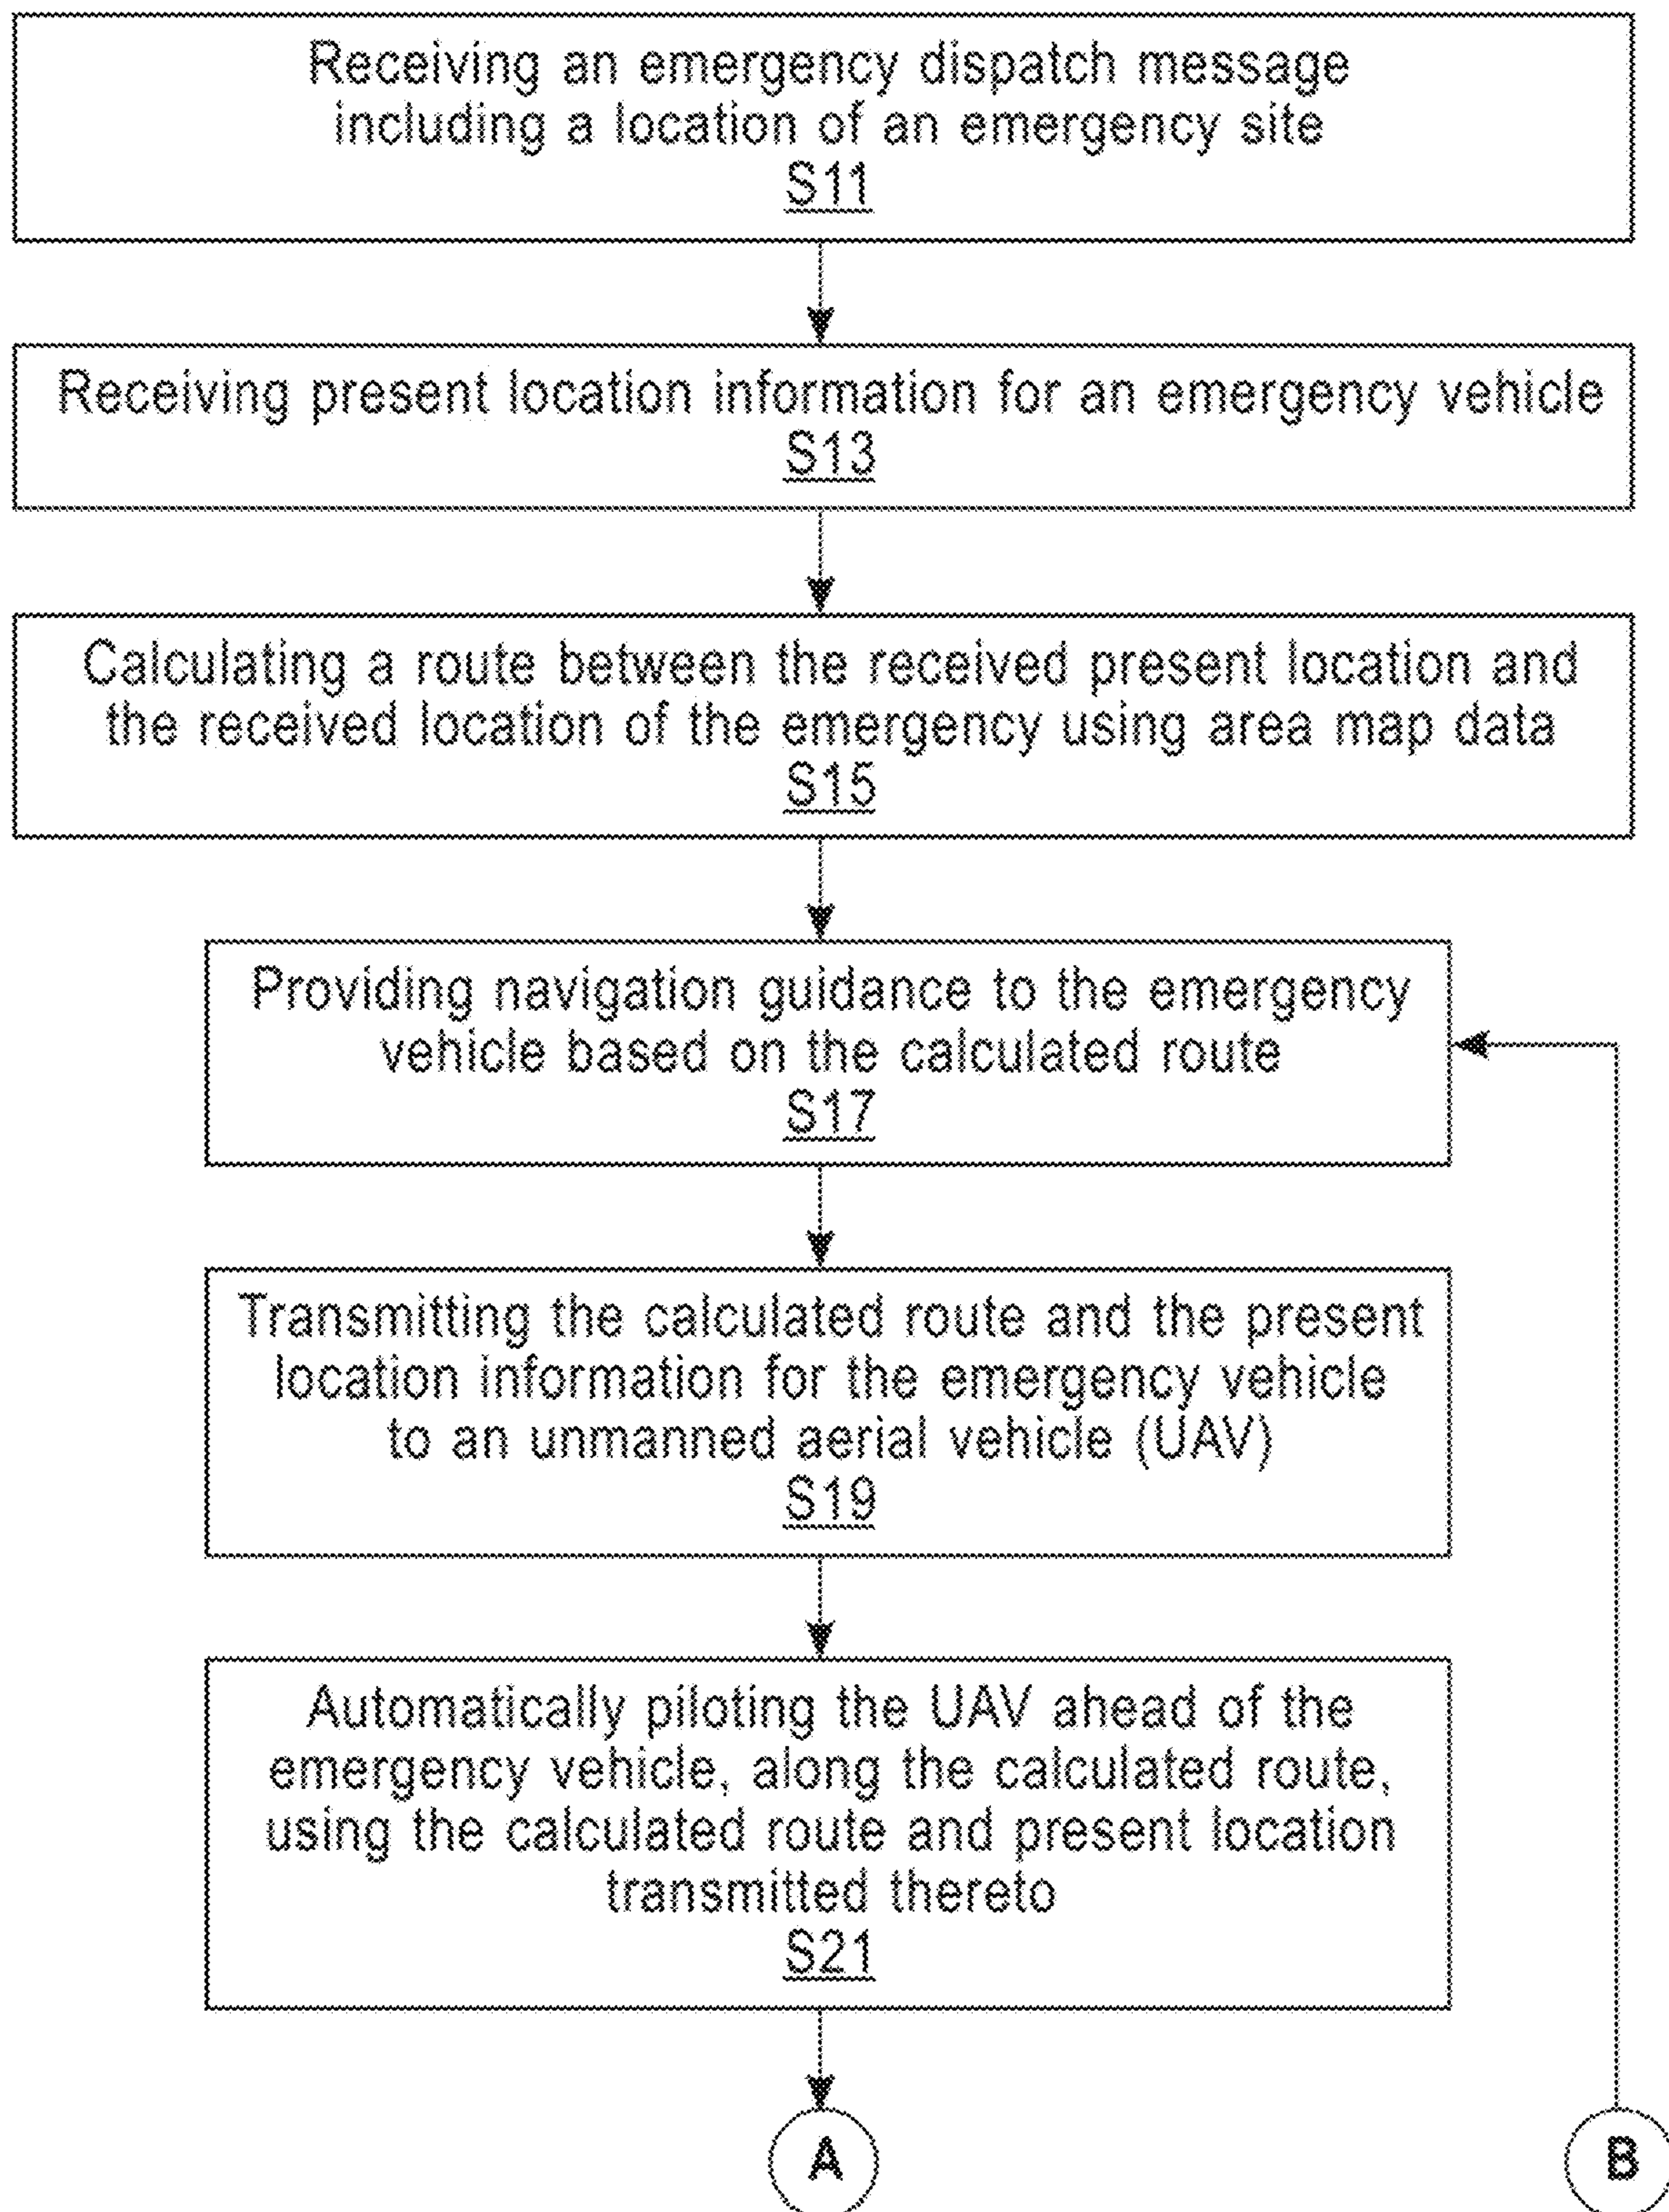 Receiving an emergency dispatch message
including a location of an emergency site
S11
Receiving present location information for an emergency vehicle
S13
Calculating a route between the received present location and
the received location of the emergency using area map data
S15
Providing navigation guidance to the emergency
vehicle based on the calculated route
S17
Transmitting the calculated route and the present
location information for the emergency vehicle
to an unmanned aerial vehicle (UAV)
S19
Automatically piloting the UAV ahead of the
emergency vehicle, along the calculated route,
using the calculated route and present location
transmitted thereto
S21
A
B